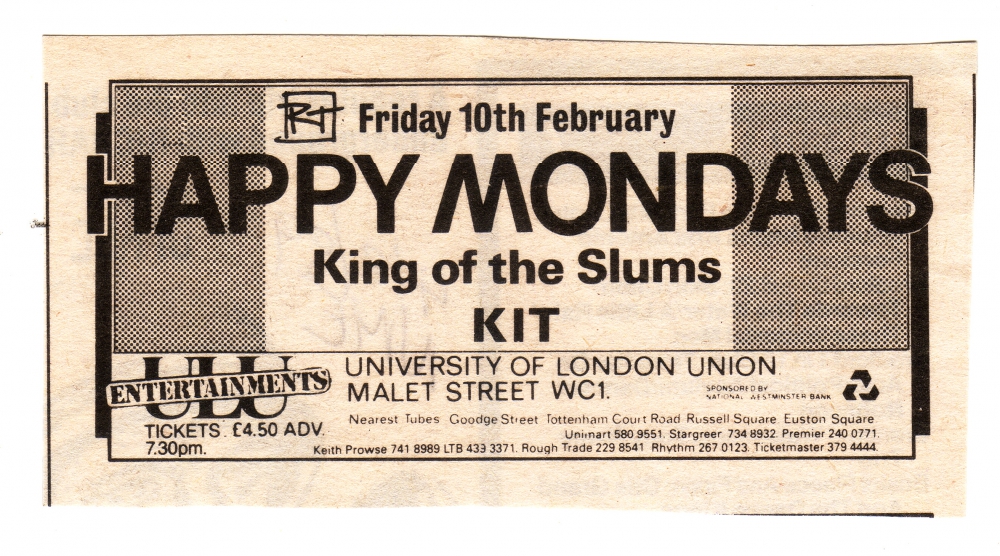 Friday 10th February
HAPPY MONDAYS
King of the Slums
KIT
ULU
ENTERTAINMENTS
TICKETS £4.50 ADV.
7.30pm.
UNIVERSITY OF LONDON UNION
MALET STREET WC1.
SPONSORED BY
NATIONAL WESTMINSTER BANK
Nearest Tubes Goodge Street Tottenham Court Road Russell Square Euston Square
Unimart 580 9551. Stargreer 734 8932. Premier 240 0771.
Keith Prowse 741 8989 LTB 439 3371. Rough Trade 229 8541 Rhythm 267 0123. Ticketmaster 379 4444.